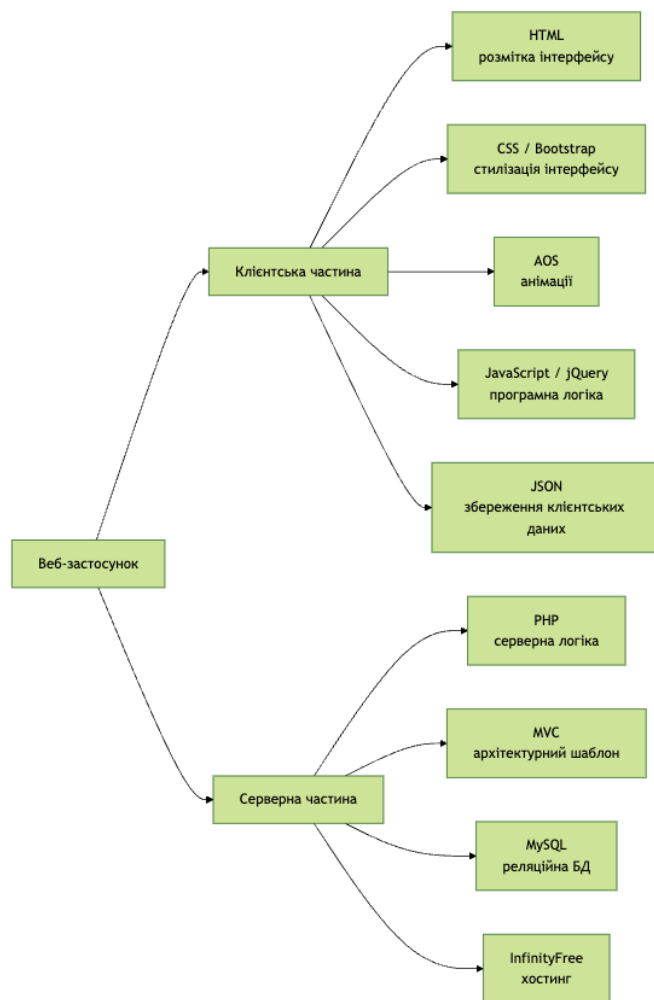 HTML
розмітка інтерфейсу
CSS / Bootstrap
стилізація інтерфейсу
Клієнтська частина
AOS
анімації
JavaScript / jQuery
програмна логіка
JSON
збереження клієнтських
даних
Веб-застосунок
PHP
серверна логіка
MVC
архітектурний шаблон
Серверна частина
MySQL
реляційна БД
InfinityFree
хостинг